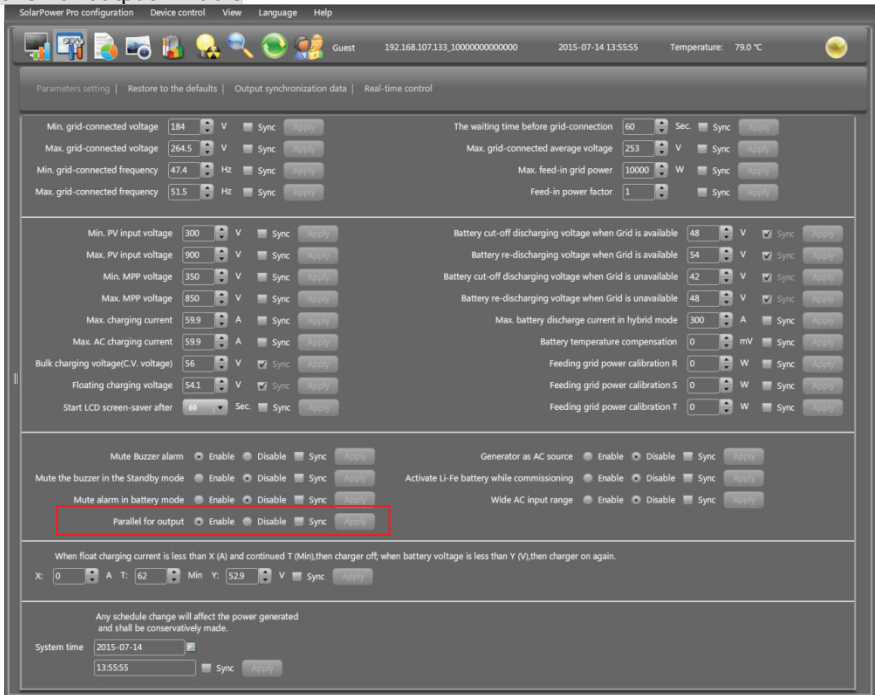 SolarPower Pro configuration Device control View Language Help
Guest 192.168.107.133_10000000000000 2015-07-14 13:55:55 Temperature: 79.0 ℃
Parameters setting | Restore to the defaults | Output synchronization data | Real-time control
Min. grid-connected voltage 184 V Sync Apply The waiting time before grid-connection 60 Sec. Sync Apply
Max. grid-connected voltage 264.5 V Sync Apply Max. grid-connected average voltage 253 V Sync Apply
Min. grid-connected frequency 47.4 Hz Sync Apply Max. feed-in grid power 10000 W Sync Apply
Max. grid-connected frequency 51.5 Hz Sync Apply Feed-in power factor 1 Sync Apply
Min. PV input voltage 300 V Sync Apply Battery cut-off discharging voltage when Grid is available 48 V Sync Apply
Max. PV input voltage 900 V Sync Apply Battery re-discharging voltage when Grid is available 54 V Sync Apply
Min. MPP voltage 350 V Sync Apply Battery cut-off discharging voltage when Grid is unavailable 42 V Sync Apply
Max. MPP voltage 850 V Sync Apply Battery re-discharging voltage when Grid is unavailable 48 V Sync Apply
Max. charging current 59.9 A Sync Apply Max. battery discharge current in hybrid mode 300 A Sync Apply
Max. AC charging current 59.9 A Sync Apply Battery temperature compensation 0 mV Sync Apply
Bulk charging voltage(C.V. voltage) 56 V Sync Apply Feeding grid power calibration R 0 W Sync Apply
Floating charging voltage 54.1 V Sync Apply Feeding grid power calibration S 0 W Sync Apply
Start LCD screen-saver after 60 Sec. Sync Apply Feeding grid power calibration T 0 W Sync Apply
Mute Buzzer alarm Enable Disable Sync Apply Generator as AC source Enable Disable Sync Apply
Mute the buzzer in the Standby mode Enable Disable Sync Apply Activate Li-Fe battery while commissioning Enable Disable Sync Apply
Mute alarm in battery mode Enable Disable Sync Apply Wide AC input range Enable Disable Sync Apply
Parallel for output Enable Disable Sync Apply
When float charging current is less than X (A) and continued T (Min),then charger off; when battery voltage is less than Y (V),then charger on again.
X: 0 A T: 62 Min Y: 52.9 V Sync Apply
Any schedule change will affect the power generated
and shall be conservatively made.
System time 2015-07-14
13:55:55 Sync Apply